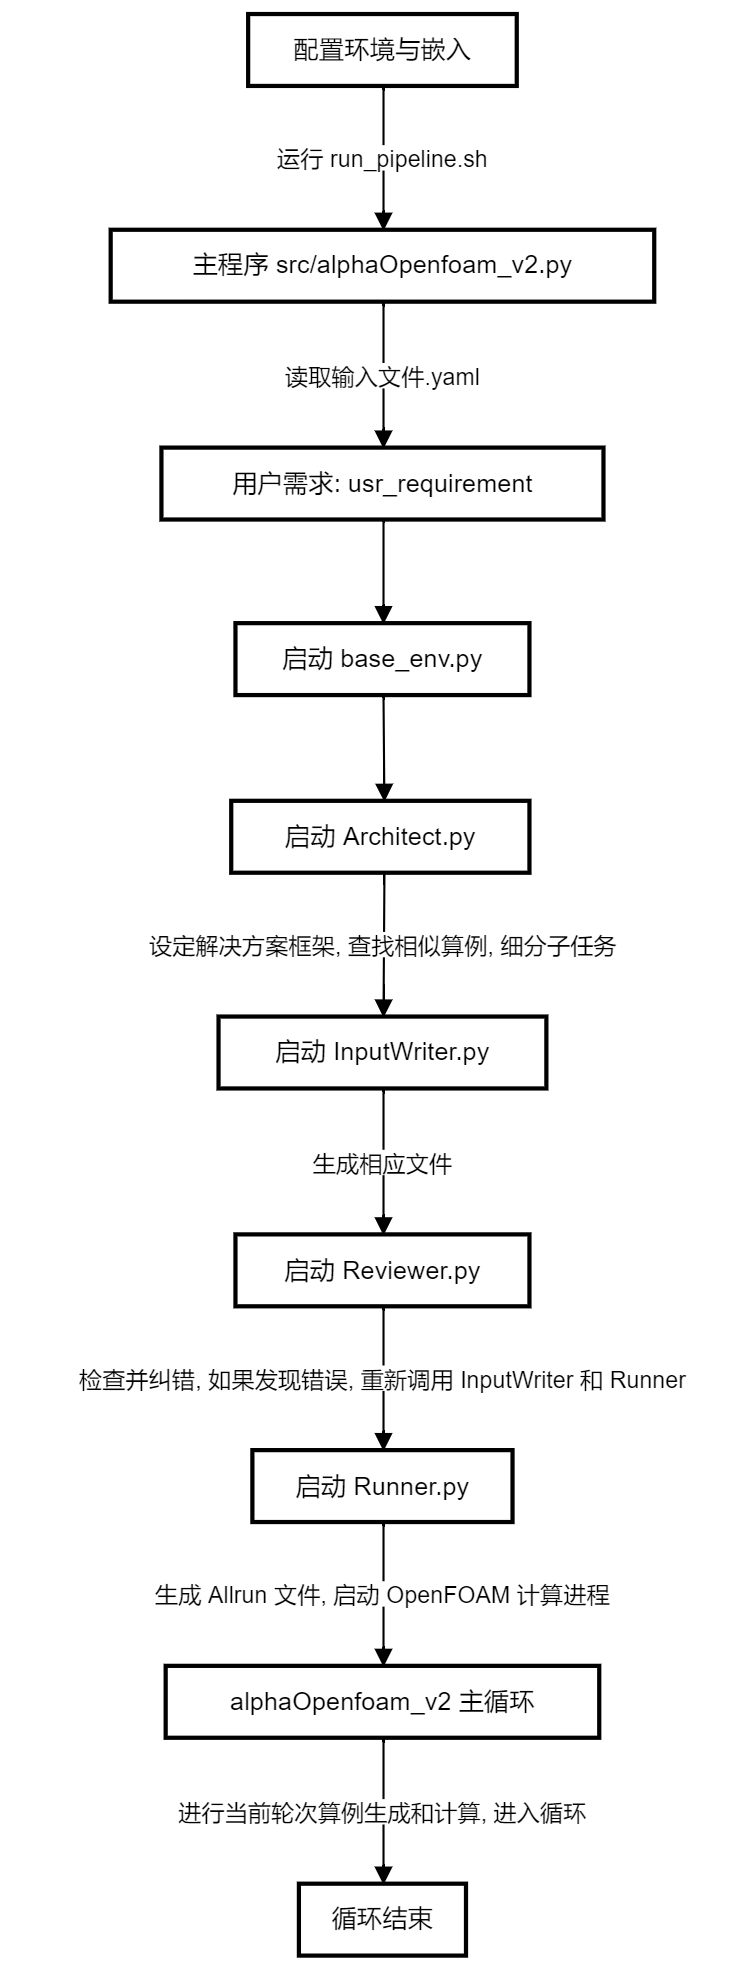 配置环境与嵌入
运行 run_pipeline.sh
主程序 src/alphaOpenfoam_v2.py
读取输入文件.yaml
用户需求: usr_requirement
启动 base_env.py
启动 Architect.py
设定解决方案框架, 查找相似算例, 细分子任务
启动 InputWriter.py
生成相应文件
启动 Reviewer.py
检查并纠错, 如果发现错误, 重新调用 InputWriter 和 Runner
启动 Runner.py
生成 Allrun 文件, 启动 OpenFOAM 计算进程
alphaOpenfoam_v2 主循环
进行当前轮次算例生成和计算, 进入循环
循环结束